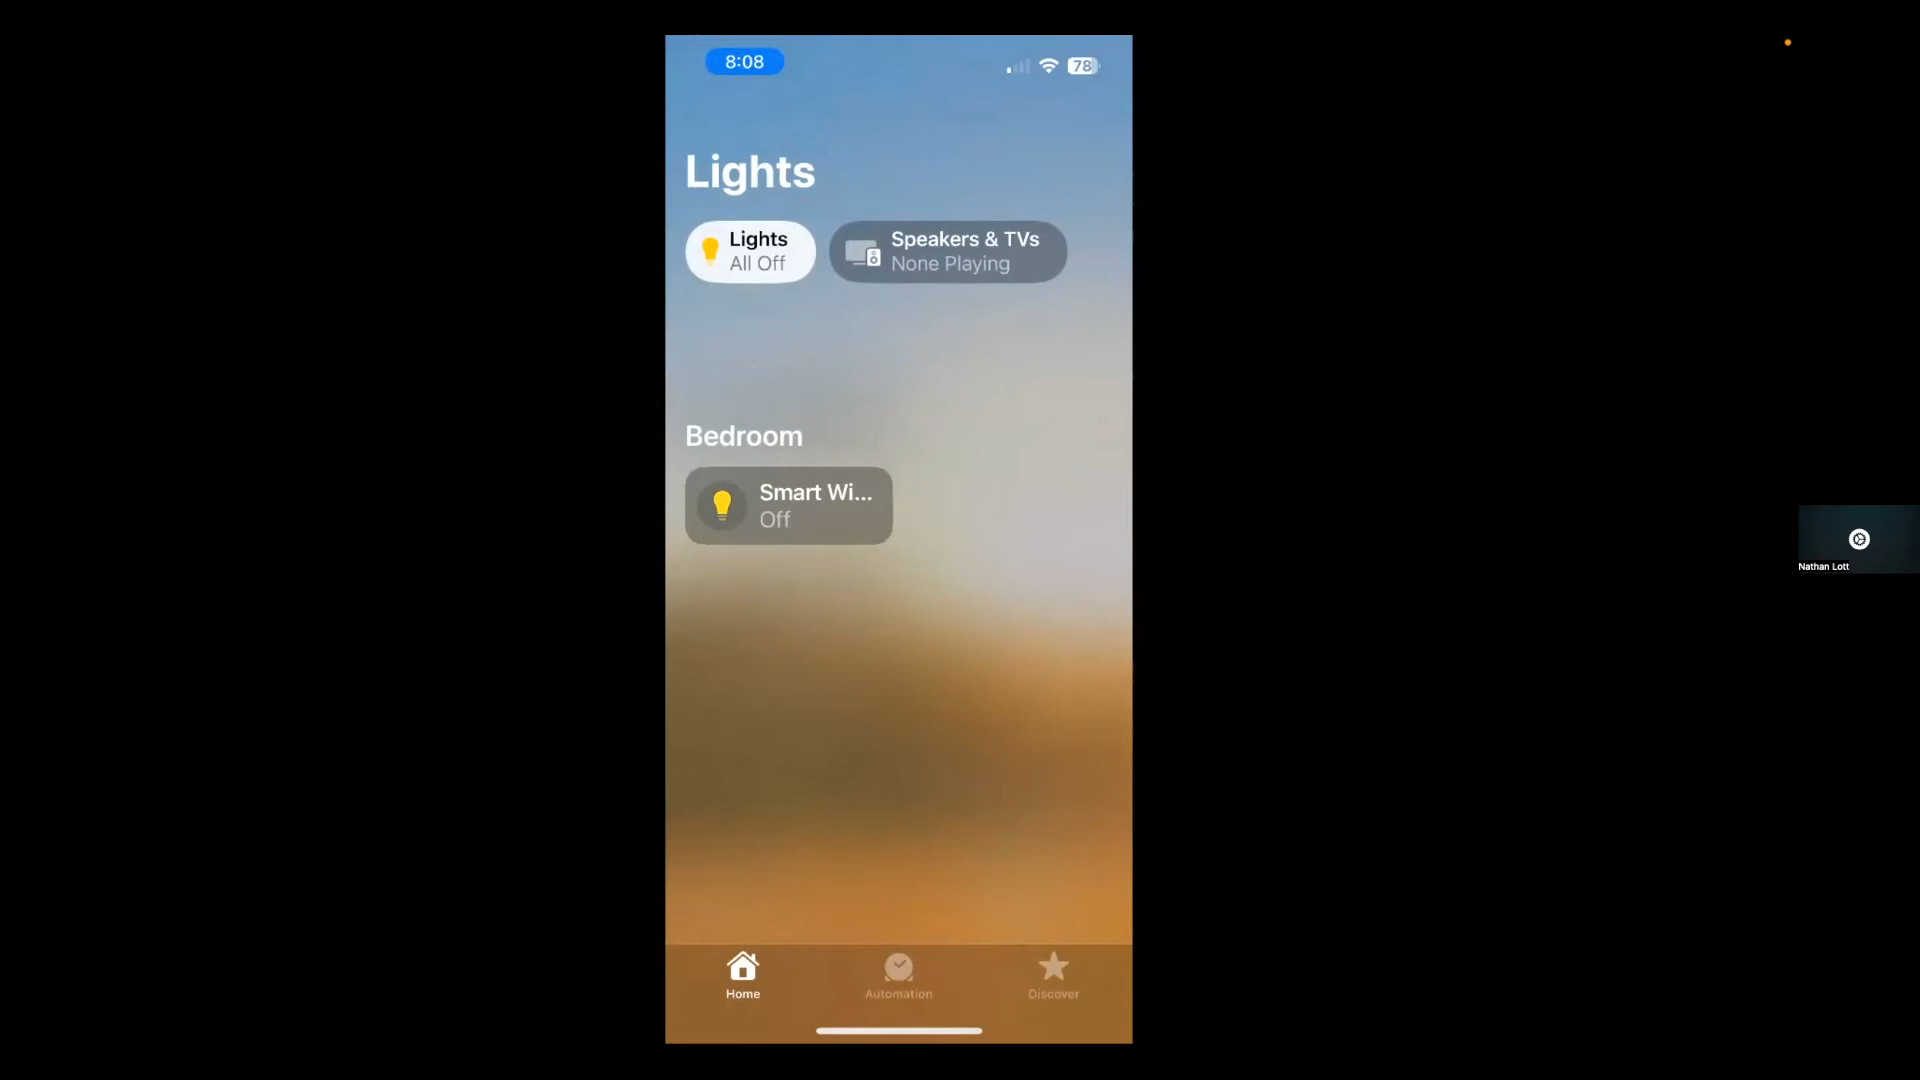 8:08
78
Lights
Lights
All Off
Speakers & TVs
None Playing
Bedroom
Smart Wi...
Off
Nathan Lott
Home
Automation
Discover